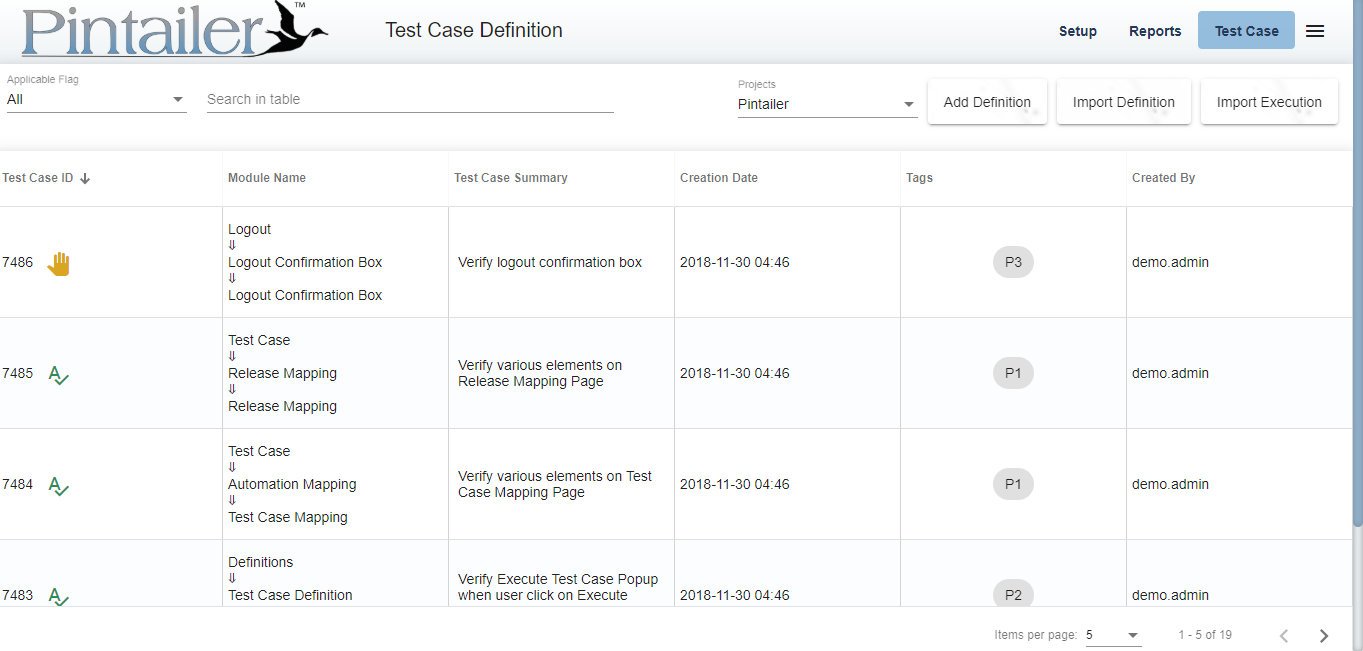 Pintailer™
Test Case Definition
Setup
Reports
Test Case
Applicable Flag
All
Search in table
Projects
Pintailer
Add Definition
Import Definition
Import Execution
Test Case ID
Module Name
Test Case Summary
Creation Date
Tags
Created By
7486
Logout
⇓
Logout Confirmation Box
⇓
Logout Confirmation Box
Verify logout confirmation box
2018-11-30 04:46
P3
demo.admin
7485
Test Case
⇓
Release Mapping
⇓
Release Mapping
Verify various elements on
Release Mapping Page
2018-11-30 04:46
P1
demo.admin
7484
Test Case
⇓
Automation Mapping
⇓
Test Case Mapping
Verify various elements on Test
Case Mapping Page
2018-11-30 04:46
P1
demo.admin
7483
Definitions
⇓
Test Case Definition
Verify Execute Test Case Popup
when user click on Execute
2018-11-30 04:46
P2
demo.admin
Items per page:
5
1 - 5 of 19